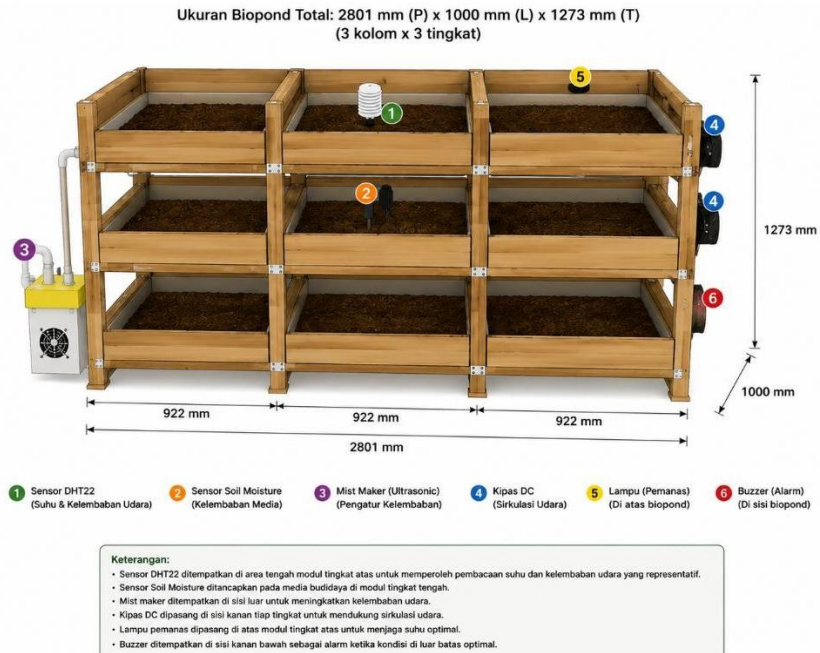 Ukuran Biopond Total: 2801 mm (P) x 1000 mm (L) x 1273 mm (T)
(3 kolom x 3 tingkat)
5
4
1
2
4
1273 mm
3
6
1000 mm
922 mm
922 mm
922 mm
2801 mm
1 Sensor DHT22
(Suhu & Kelembaban Udara)
2 Sensor Soil Moisture
(Kelembaban Media)
3 Mist Maker (Ultrasonic)
(Pengatur Kelembaban)
4 Kipas DC
(Sirkulasi Udara)
5 Lampu (Pemanas)
(Di atas biopond)
6 Buzzer (Alarm)
(Di sisi biopond)
Keterangan:
• Sensor DHT22 ditempatkan di area tengah modul tingkat atas untuk memperoleh pembacaan suhu dan kelembaban udara yang representatif.
• Sensor Soil Moisture ditancapkan pada media budidaya di modul tingkat tengah.
• Mist maker ditempatkan di sisi luar untuk meningkatkan kelembaban udara.
• Kipas DC dipasang di sisi kanan tiap tingkat untuk mendukung sirkulasi udara.
• Lampu pemanas dipasang di atas modul tingkat atas untuk menjaga suhu optimal.
• Buzzer ditempatkan di sisi kanan bawah sebagai alarm ketika kondisi di luar batas optimal.